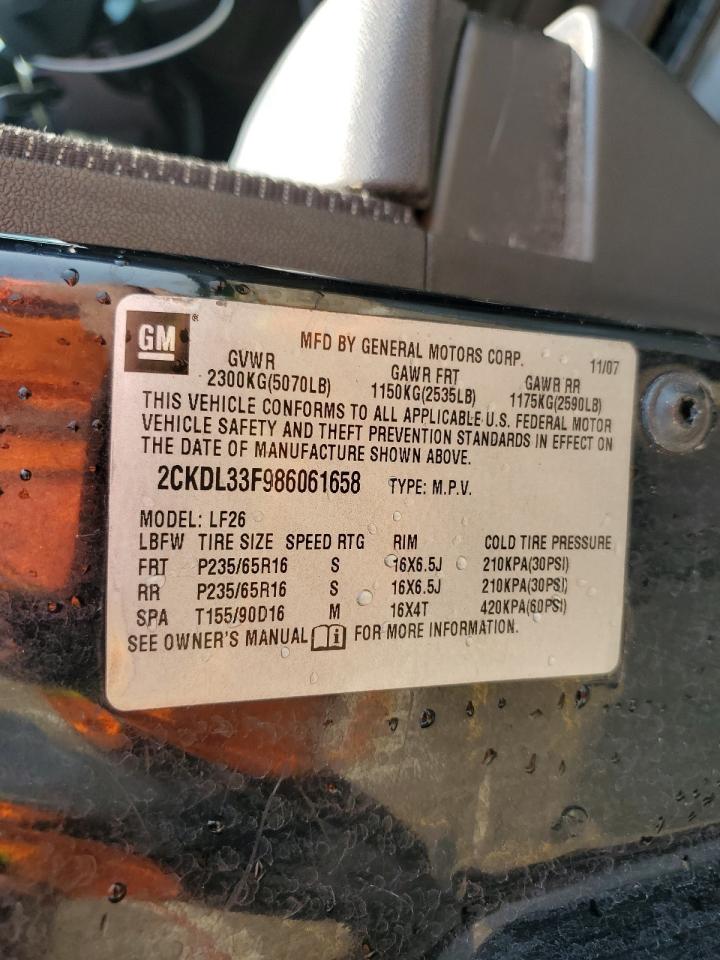 GM ®
MFD BY GENERAL MOTORS CORP. 11/07
GVWR GAWR FRT GAWR RR
2300KG(5070LB) 1150KG(2535LB) 1175KG(2590LB)
THIS VEHICLE CONFORMS TO ALL APPLICABLE U.S. FEDERAL MOTOR
VEHICLE SAFETY AND THEFT PREVENTION STANDARDS IN EFFECT ON
THE DATE OF MANUFACTURE SHOWN ABOVE.
2CKDL33F986061658 TYPE: M.P.V.
MODEL: LF26
LBFW TIRE SIZE SPEED RTG RIM COLD TIRE PRESSURE
FRT P235/65R16 S 16X6.5J 210KPA(30PSI)
RR P235/65R16 S 16X6.5J 210KPA(30PSI)
SPA T155/90D16 M 16X4T 420KPA(60PSI)
SEE OWNER'S MANUAL i FOR MORE INFORMATION.